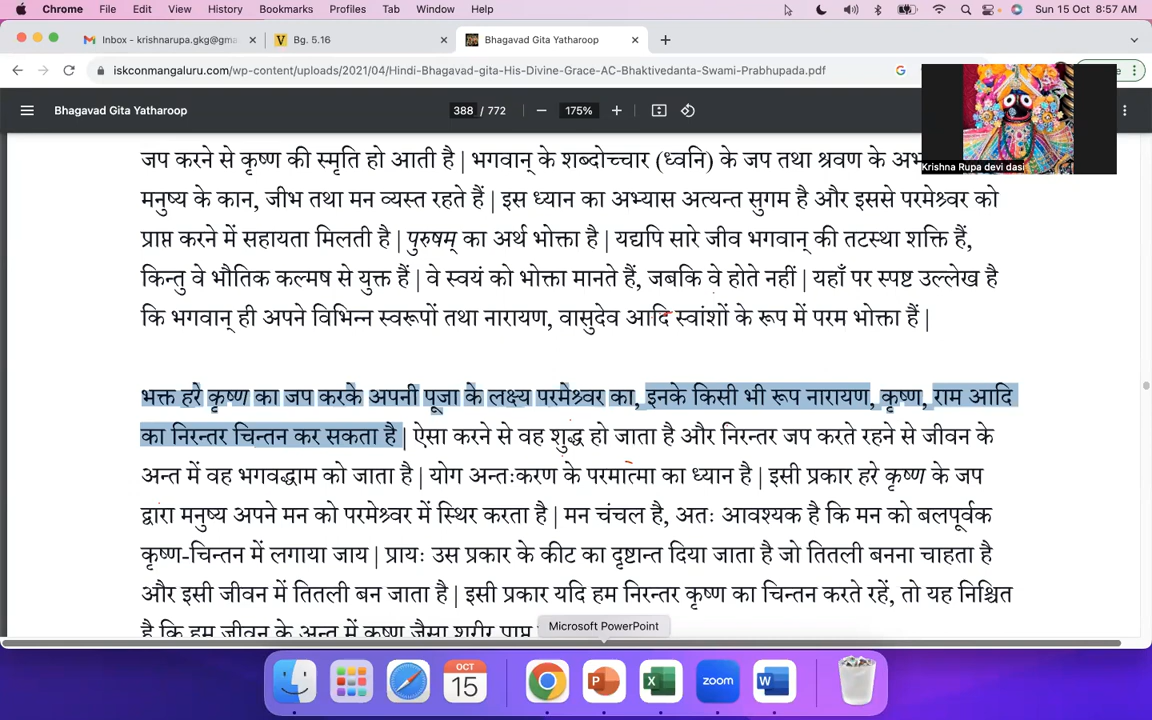 Chrome File Edit View History Bookmarks Profiles Tab Window Help Sun 15 Oct 8:57 AM
Inbox - krishnarupa.gkg@gma Bg. 5.16 Bhagavad Gita Yatharoop
iskconmangaluru.com/wp-content/uploads/2021/04/Hindi-Bhagavad-gita-His-Divine-Grace-AC-Bhaktivedanta-Swami-Prabhupada.pdf
Bhagavad Gita Yatharoop 388 / 772 175%
Krishna Rupa devi dasi
जप करने से कृष्ण की स्मृति हो आती है | भगवान् के शब्दोच्चार (ध्वनि) के जप तथा श्रवण के
मनुष्य के कान, जीभ तथा मन व्यस्त रहते हैं | इस ध्यान का अभ्यास अत्यन्त सुगम है और इससे परमेश्र्वर को
प्राप्त करने में सहायता मिलती है | पुरुषम् का अर्थ भोक्ता है | यद्यपि सारे जीव भगवान् की तटस्था शक्ति हैं,
किन्तु वे भौतिक कल्मष से युक्त हैं | वे स्वयं को भोक्ता मानते हैं, जबकि वे होते नहीं | यहाँ पर स्पष्ट उल्लेख है
कि भगवान् ही अपने विभिन्न स्वरूपों तथा नारायण, वासुदेव आदि स्वांशों के रूप में परम भोक्ता हैं |
भक्त हरे कृष्ण का जप करके अपनी पूजा के लक्ष्य परमेश्र्वर का, इनके किसी भी रूप नारायण, कृष्ण, राम आदि
का निरन्तर चिन्तन कर सकता है | ऐसा करने से वह शुद्ध हो जाता है और निरन्तर जप करते रहने से जीवन के
अन्त में वह भगवद्धाम को जाता है | योग अन्तःकरण के परमात्मा का ध्यान है | इसी प्रकार हरे कृष्ण के जप
द्वारा मनुष्य अपने मन को परमेश्र्वर में स्थिर करता है | मन चंचल है, अतः आवश्यक है कि मन को बलपूर्वक
कृष्ण-चिन्तन में लगाया जाय | प्रायः उस प्रकार के कीट का दृष्टान्त दिया जाता है जो तितली बनना चाहता है
और इसी जीवन में तितली बन जाता है | इसी प्रकार यदि हम निरन्तर कृष्ण का चिन्तन करते रहें, तो यह निश्चित
है कि हम जीवन के अन्त में कृष्ण जैसा शरीर प्राप्त
Microsoft PowerPoint
OCT
15
zoom